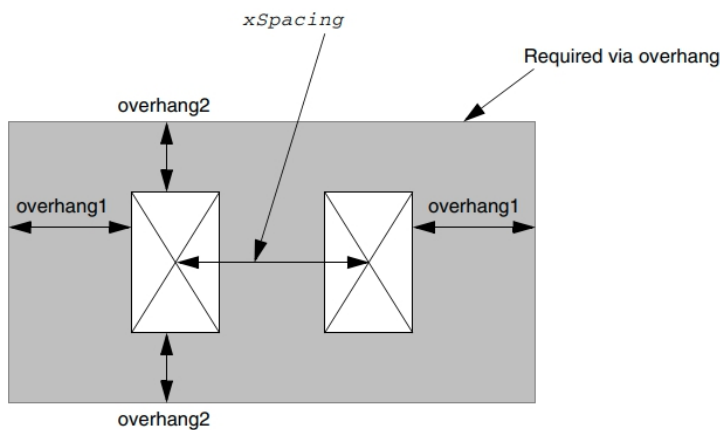 xSpacing
Required via overhang
overhang2
overhang1
overhang1
overhang2